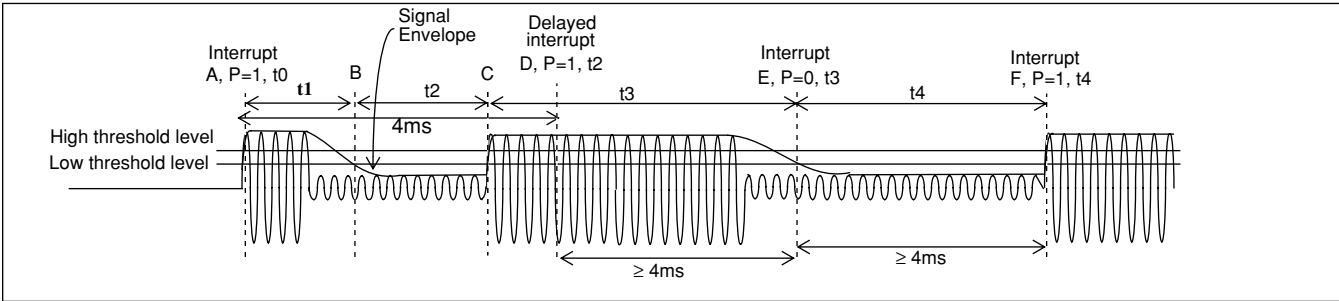 Signal
Envelope
Delayed
interrupt
D, P=1, t2
Interrupt
A, P=1, t0
B
C
Interrupt
E, P=0, t3
Interrupt
F, P=1, t4
t1
t2
t3
t4
4ms
High threshold level
Low threshold level
≥ 4ms
≥ 4ms